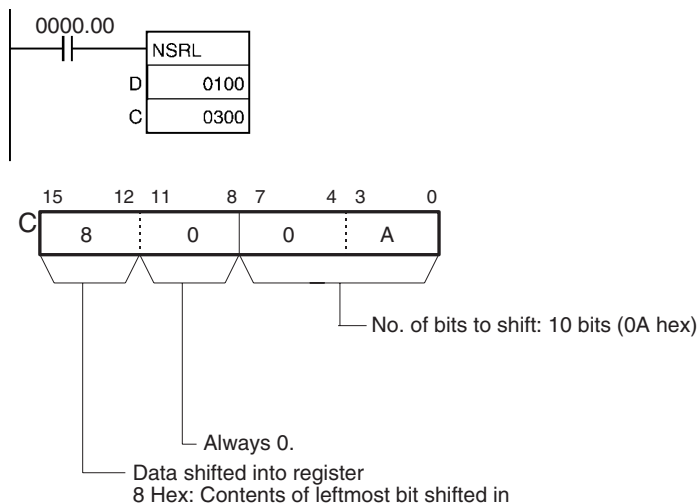 0000.00
NSRL
D 0100
C 0300
15 12 11 8 7 4 3 0
C 8 0 0 A
No. of bits to shift: 10 bits (0A hex)
Always 0.
Data shifted into register
8 Hex: Contents of leftmost bit shifted in